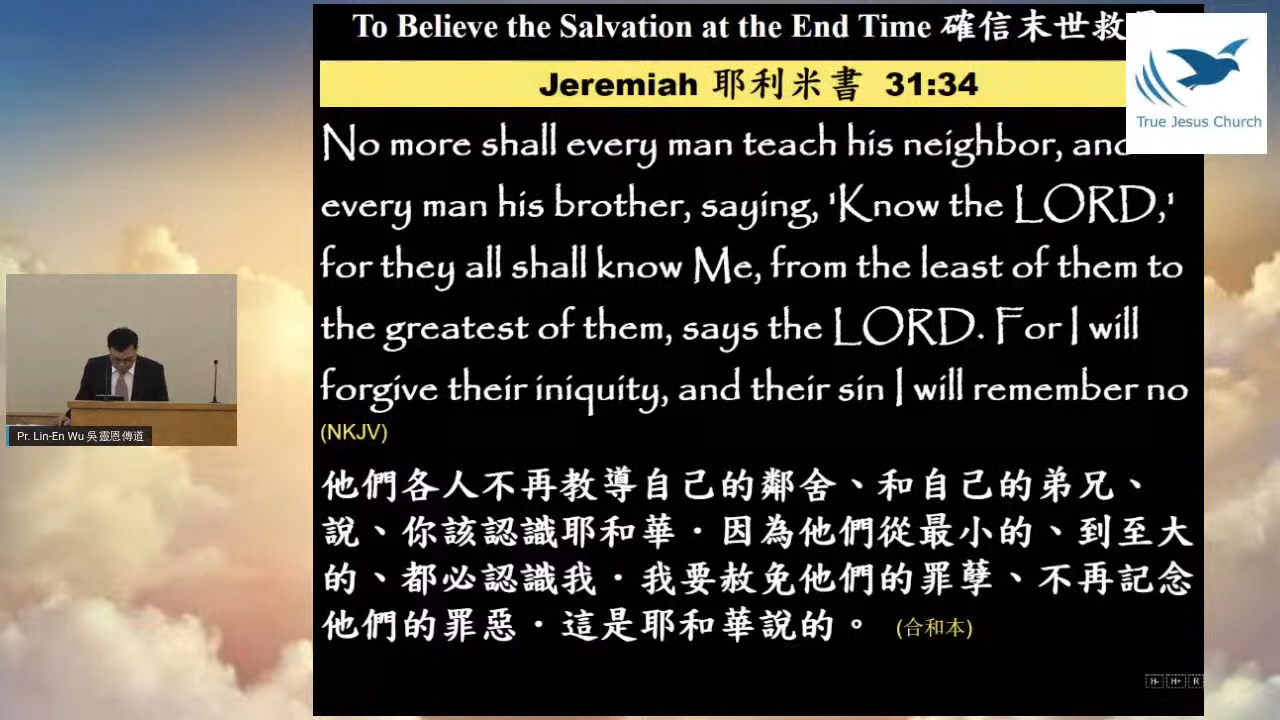 To Believe the Salvation at the End Time 確信末世救
Jeremiah 耶利米書 31:34
True Jesus Church
No more shall every man teach his neighbor, and
every man his brother, saying, 'Know the LORD,'
for they all shall know Me, from the least of them to
the greatest of them, says the LORD. For I will
forgive their iniquity, and their sin I will remember no
(NKJV)
Pr. Lin-En Wu 吳靈恩傳道
他們各人不再教導自己的鄰舍、和自己的弟兄、
說、你該認識耶和華．因為他們從最小的、到至大
的、都必認識我．我要赦免他們的罪孽、不再記念
他們的罪惡．這是耶和華說的。 (合和本)
H- H+ R